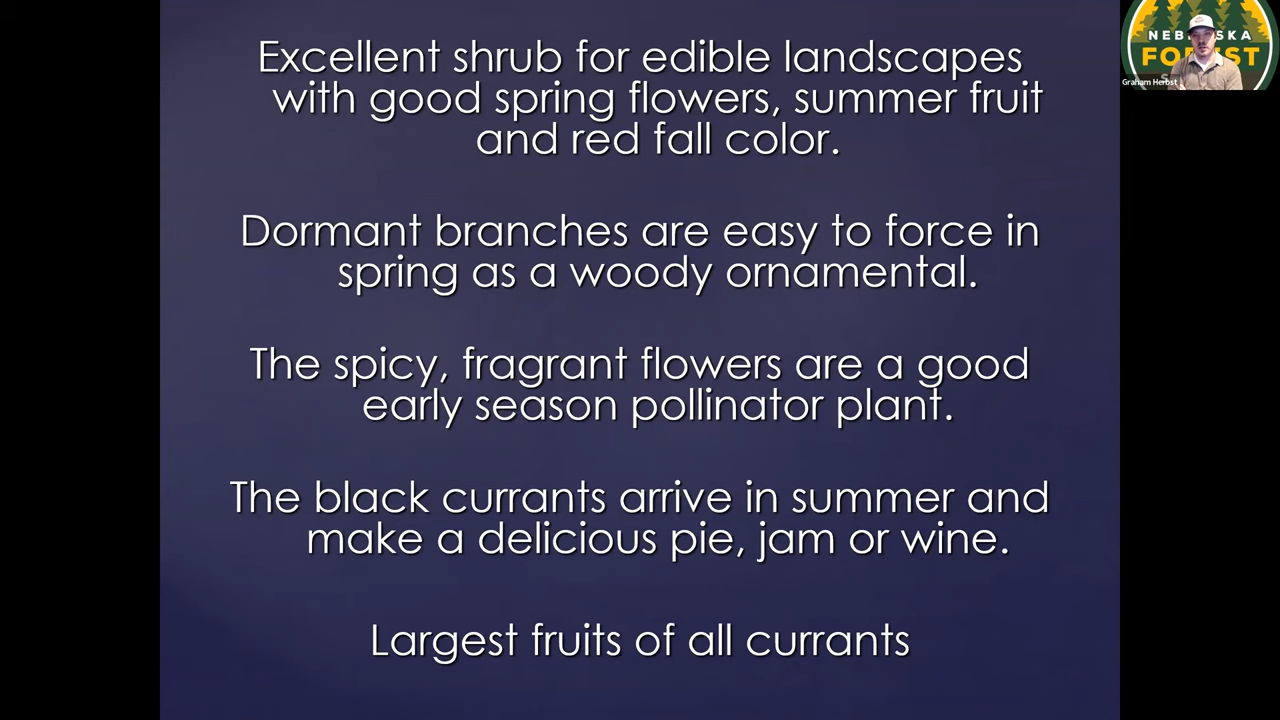 Excellent shrub for edible landscapes
with good spring flowers, summer fruit
and red fall color.
Dormant branches are easy to force in
spring as a woody ornamental.
The spicy, fragrant flowers are a good
early season pollinator plant.
The black currants arrive in summer and
make a delicious pie, jam or wine.
Largest fruits of all currants
Graham Herbst